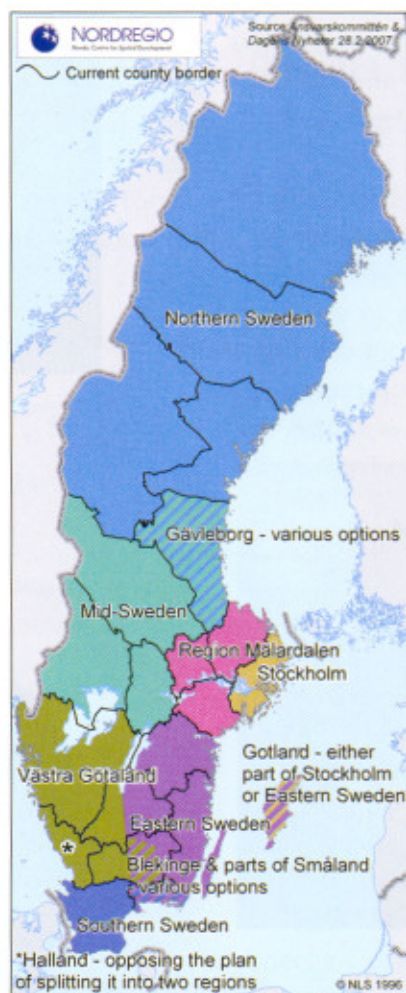 NORDREGIO
Nordic Centre for Spatial Development
Source Ansvarskommittén &
Dagens Nyheter 28.2.2007
Current county border
Northern Sweden
Gävleborg - various options
Mid-Sweden
Region Mälardalen
Stockholm
Gotland - either
part of Stockholm
or Eastern Sweden
Västra Götaland
Eastern Sweden
*
Blekinge & parts of Småland
- various options
Southern Sweden
*Halland - opposing the plan
of splitting it into two regions
© NLS 1996